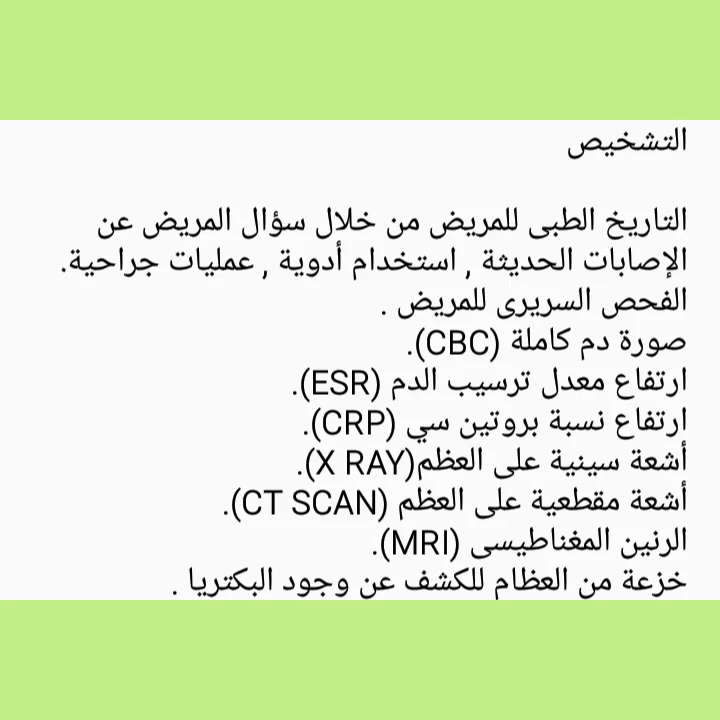 التشخيص
التاريخ الطبى للمريض من خلال سؤال المريض عن
الإصابات الحديثة , استخدام أدوية , عمليات جراحية.
الفحص السريرى للمريض .
صورة دم كاملة (CBC).
ارتفاع معدل ترسيب الدم (ESR).
ارتفاع نسبة بروتين سي (CRP).
أشعة سينية على العظم(X RAY).
أشعة مقطعية على العظم (CT SCAN).
الرنين المغناطيسى (MRI).
خزعة من العظام للكشف عن وجود البكتريا .